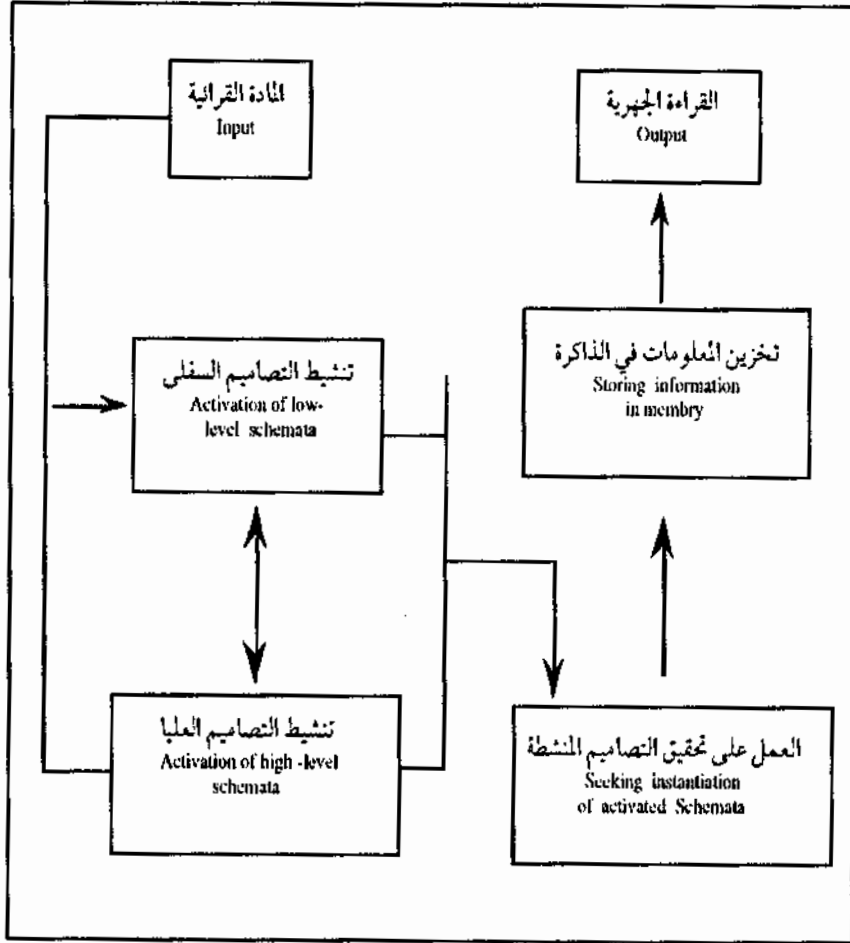 المادة القرائية
Input
القراءة الجهرية
Output
تنشيط التصاميم السفلى
Activation of low-
level schemata
تخزين المعلومات في الذاكرة
Storing information
in membry
تنشيط التصاميم العليا
Activation of high -level
schemata
العمل على تحقيق التصاميم المنشطة
Seeking instantiation
of activated Schemata